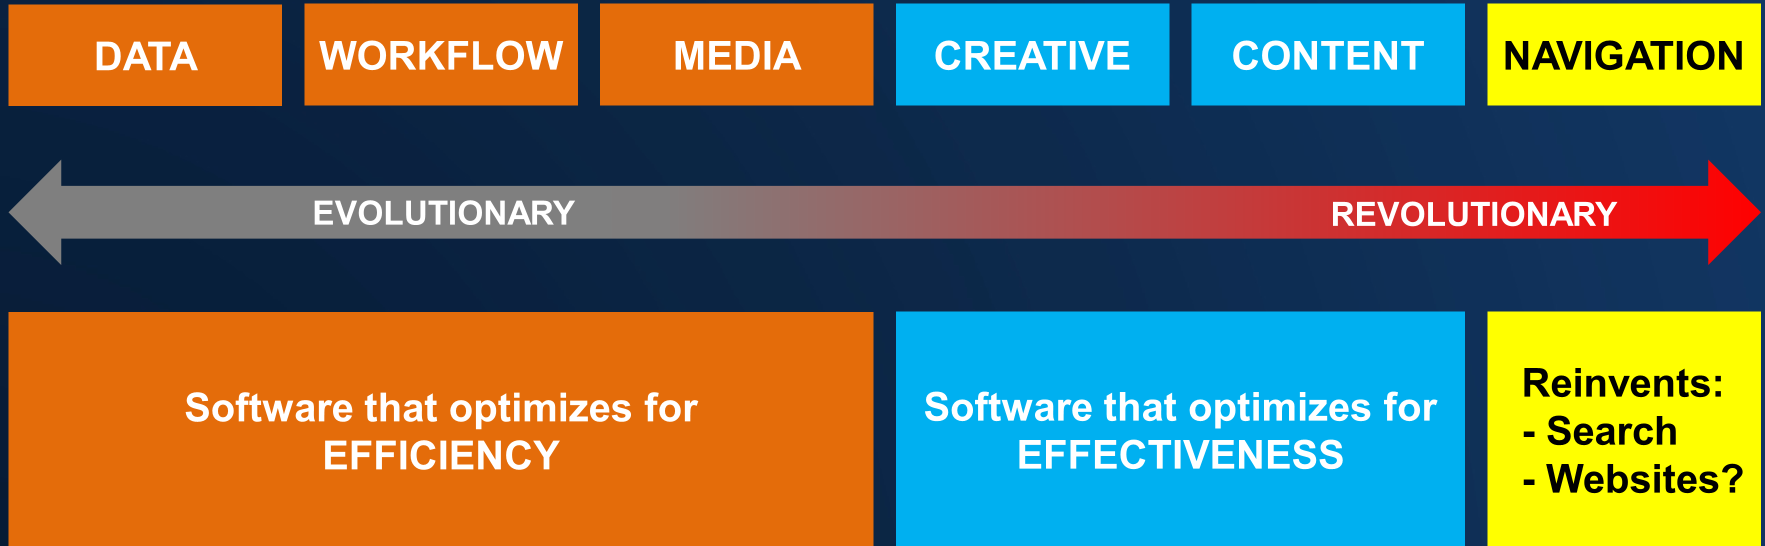 DATA
WORKFLOW
MEDIA
CREATIVE
CONTENT
NAVIGATION
EVOLUTIONARY
REVOLUTIONARY
Software that optimizes for
EFFICIENCY
Software that optimizes for
EFFECTIVENESS
Reinvents:
- Search
- Websites?